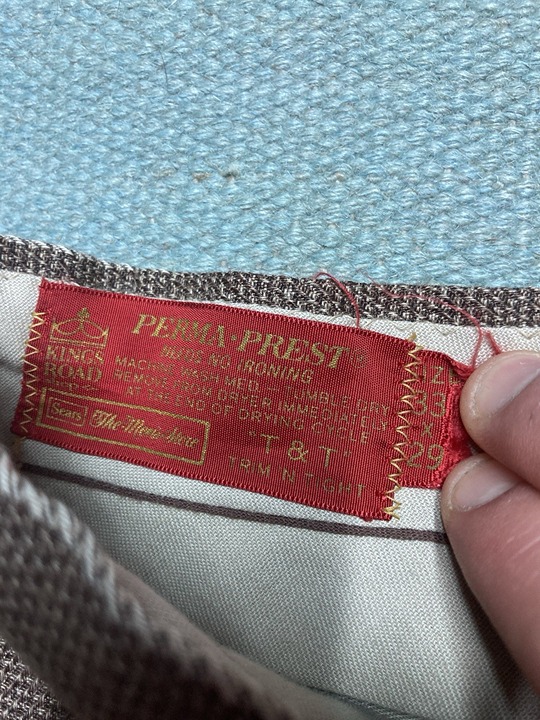 PERMA·PREST®
NEEDS NO IRONING
MACHINE WASH MED. TUMBLE DRY
REMOVE FROM DRYER IMMEDIATELY
AT THE END OF DRYING CYCLE
KINGS
ROAD
Sears The Men's Store
"T & T"
TRIM N TIGHT
33
X
29